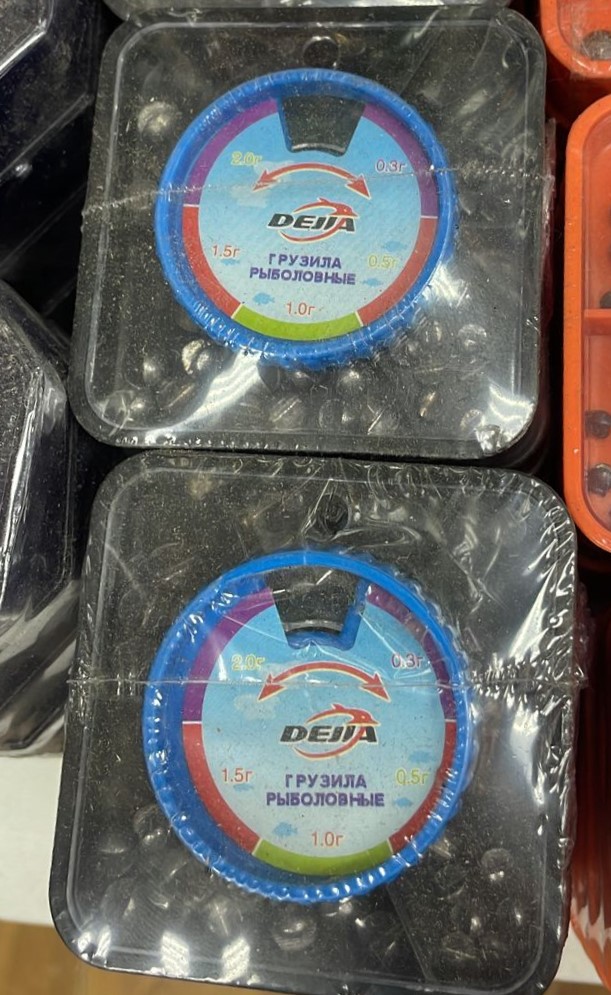 2.0г
0.3г
DEJIA
1.5г
0.5г
ГРУЗИЛА
РЫБОЛОВНЫЕ
1.0г
2.0г
0.3г
DEJIA
1.5г
0.5г
ГРУЗИЛА
РЫБОЛОВНЫЕ
1.0г